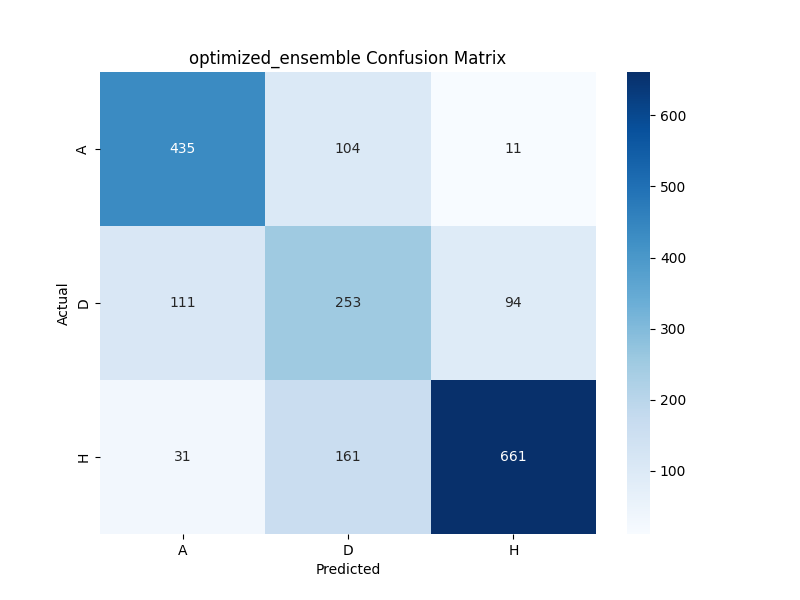 optimized_ensemble Confusion Matrix
A
435
104
11
D
111
253
94
H
31
161
661
Actual
A
D
H
Predicted
600
500
400
300
200
100